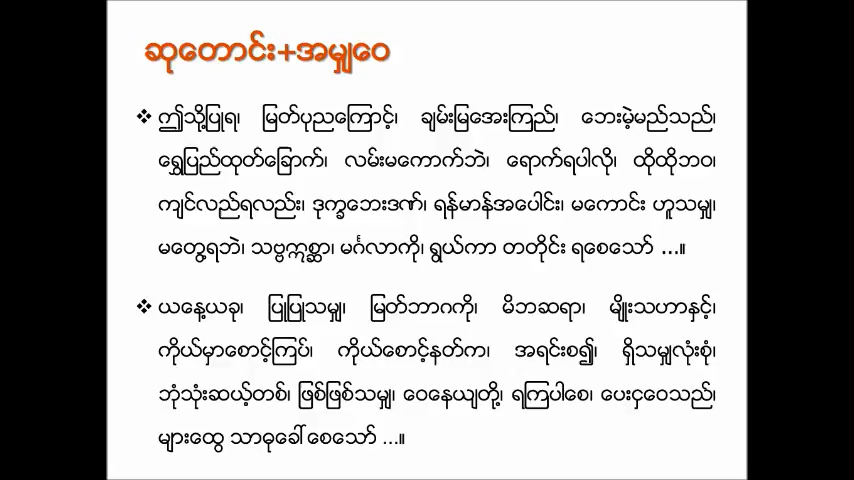 ဆုတောင်း+အမျှဝေ
❖ ဤသို့ပြုရ၊ မြတ်ပုညကြောင့်၊ ချမ်းမြအေးကြည်၊ ဘေးမဲ့မည်သည်၊
ရွှေပြည်ထုတ်ခြောက်၊ လမ်းမကောက်ဘဲ၊ ရောက်ရပါလို၊ ထိုထိုဘဝ၊
ကျင်လည်ရလည်း၊ ဒုက္ခဘေးဒဏ်၊ ရန်မာန်အပေါင်း၊ မကောင်း ဟူသမျှ၊
မတွေ့ရဘဲ၊ သဗ္ဗဣစ္ဆာ၊ မင်္ဂလာကို၊ ရွယ်ကာ တတိုင်း ရစေသော် ...။
❖ ယနေ့ယခု၊ ပြုပြုသမျှ၊ မြတ်ဘာဂကို၊ မိဘဆရာ၊ မျိုးသဟာနှင့်၊
ကိုယ်မှာစောင့်ကြပ်၊ ကိုယ်စောင့်နတ်က၊ အရင်းစ၍၊ ရှိသမျှလုံးစုံ၊
ဘုံသုံးဆယ့်တစ်၊ ဖြစ်ဖြစ်သမျှ၊ ဝေနေယျတို့၊ ရကြပါစေ၊ ပေးငှဝေသည်၊
များထွေ သာဓုခေါ်စေသော် ...။